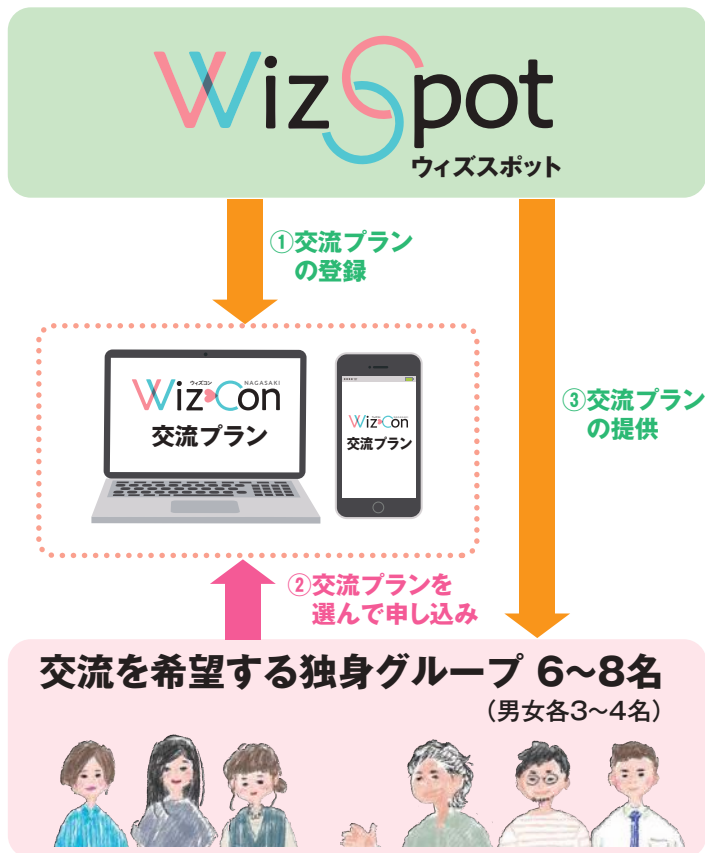 WizSpot
ウィズスポット
①交流プラン
の登録
ウィズコン
NAGASAKI
Wiz Con
交流プラン
Wiz Con
交流プラン
③交流プラン
の提供
②交流プランを
選んで申し込み
交流を希望する独身グループ 6〜8名
（男女各3〜4名）